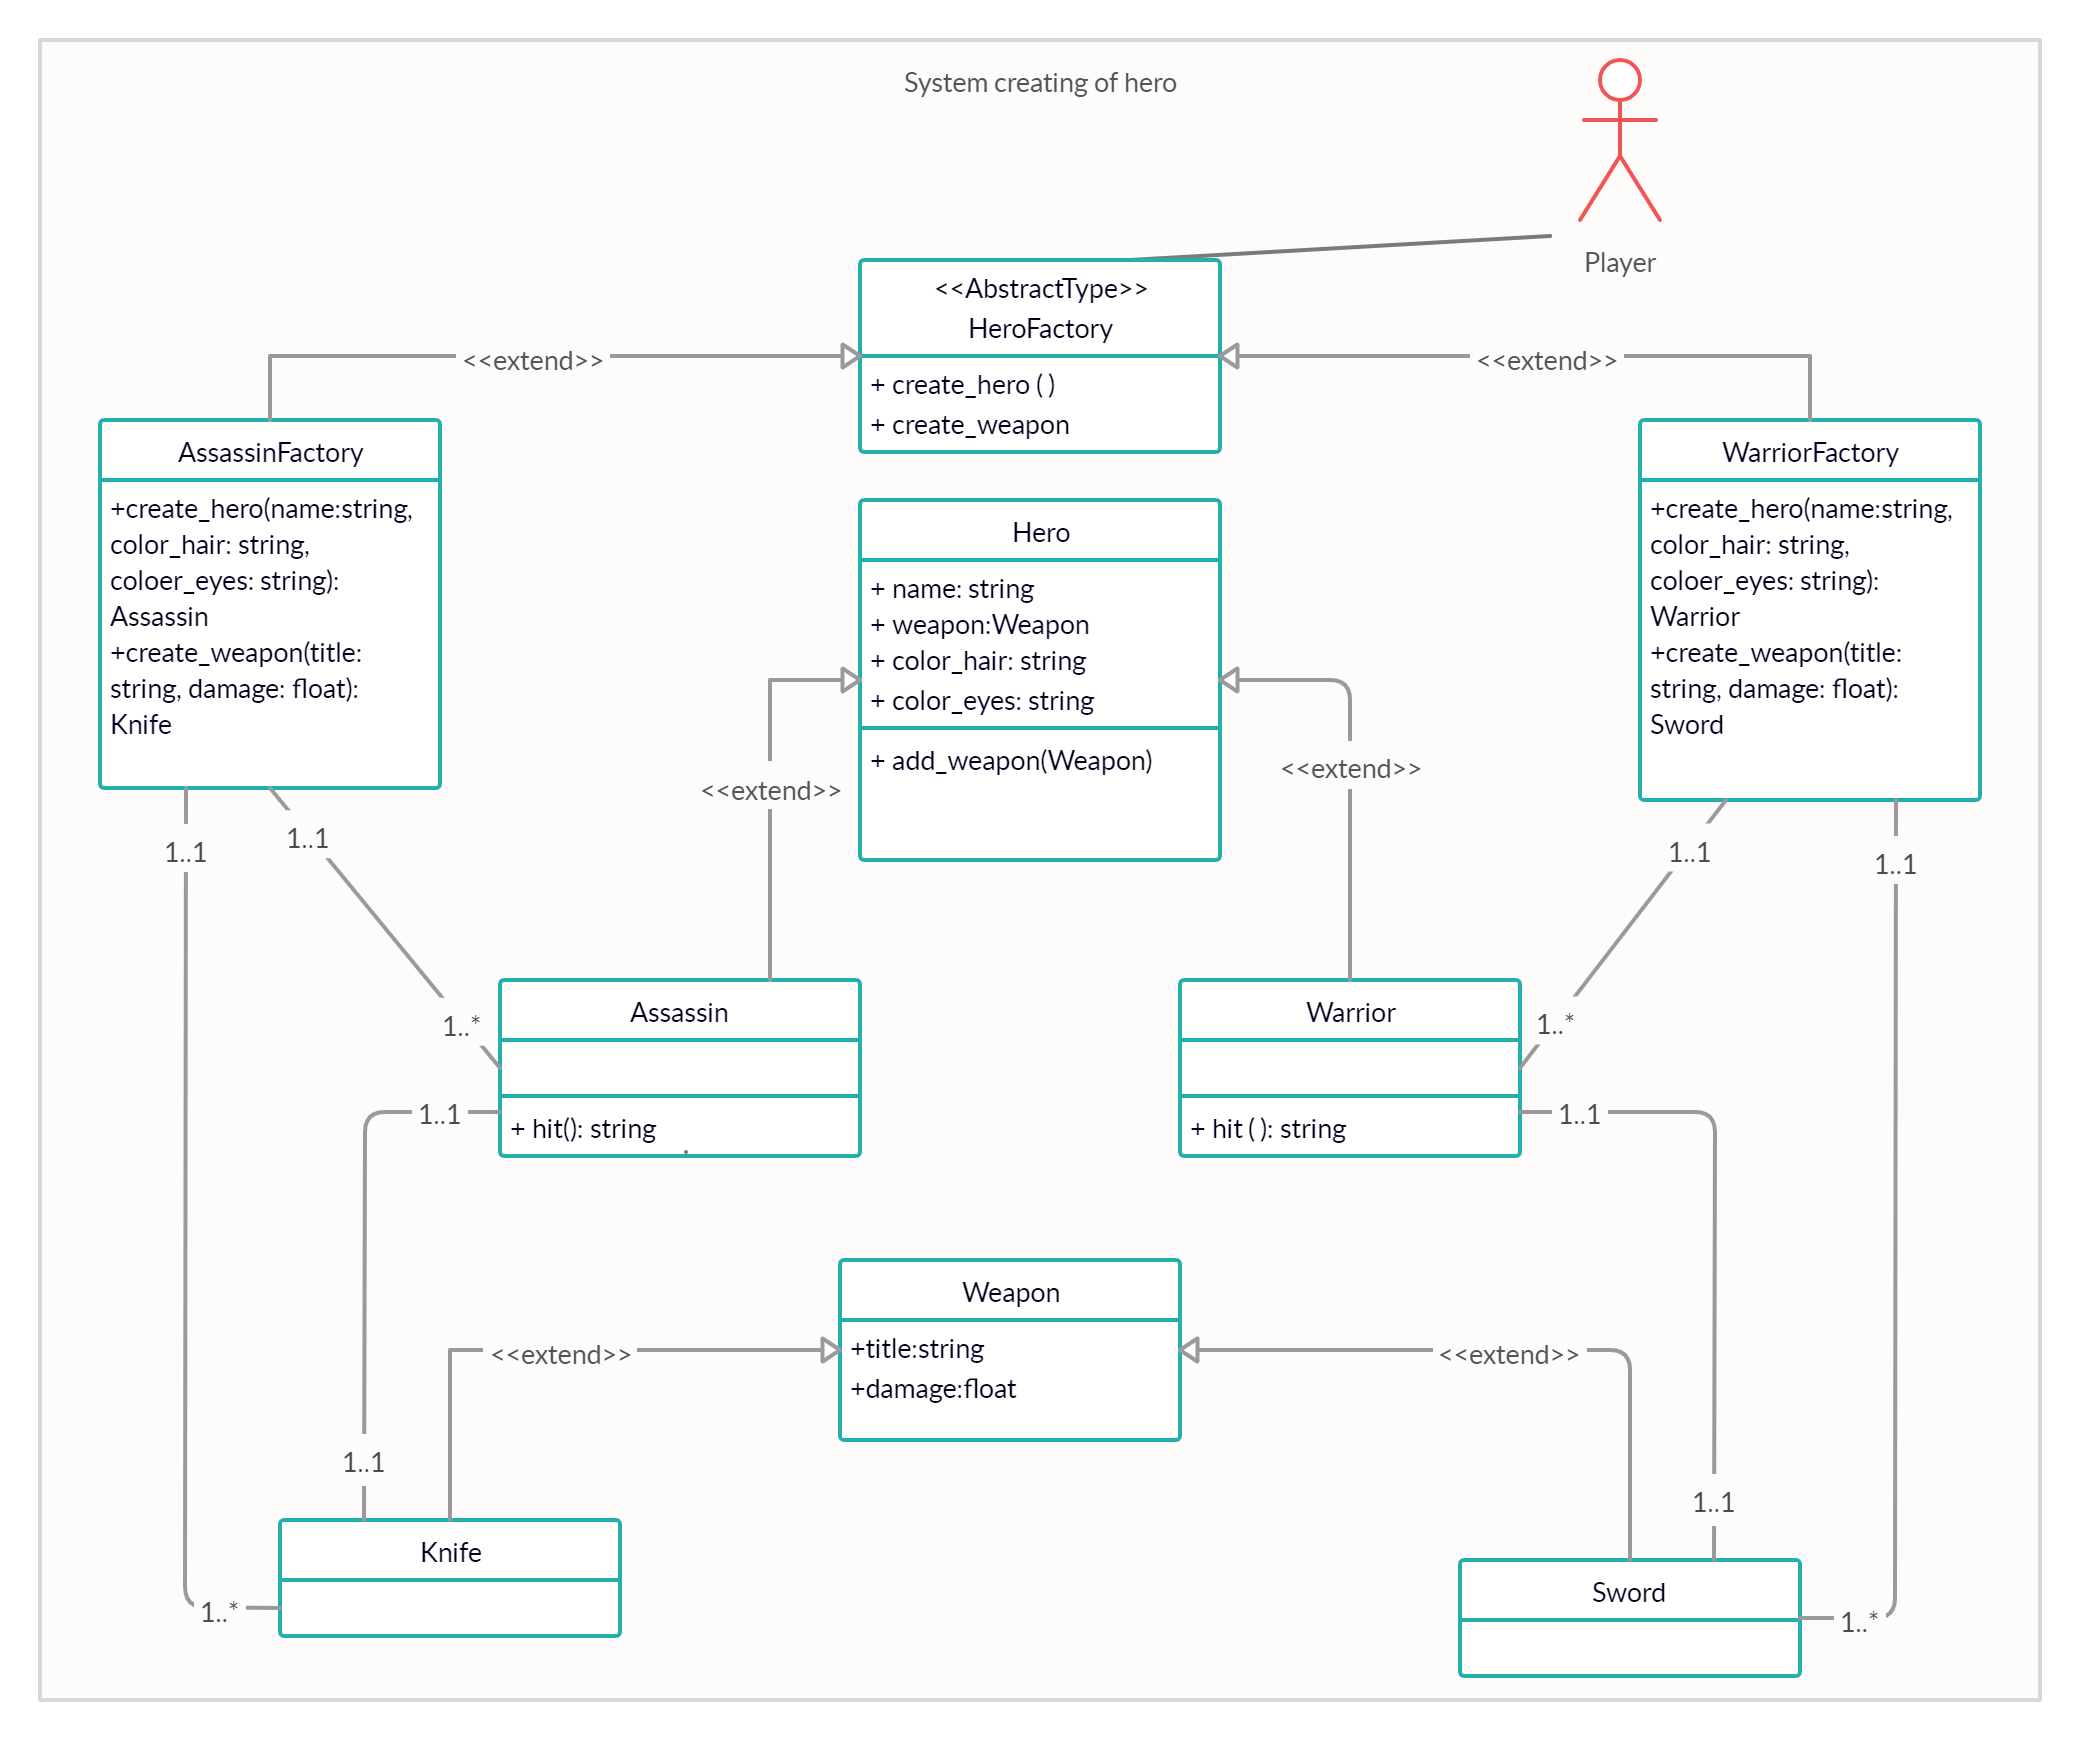 System creating of hero
Player
<<AbstractType>>
HeroFactory
+ create_hero ( )
+ create_weapon
<<extend>>
<<extend>>
AssassinFactory
+create_hero(name:string,
color_hair: string,
coloer_eyes: string):
Assassin
+create_weapon(title:
string, damage: float):
Knife
WarriorFactory
+create_hero(name:string,
color_hair: string,
coloer_eyes: string):
Warrior
+create_weapon(title:
string, damage: float):
Sword
Hero
+ name: string
+ weapon:Weapon
+ color_hair: string
+ color_eyes: string
+ add_weapon(Weapon)
<<extend>>
<<extend>>
1..1
1..1
1..1
1..1
1..*
1..*
Assassin
+ hit(): string
Warrior
+ hit ( ): string
1..1
1..1
Weapon
+title:string
+damage:float
<<extend>>
<<extend>>
1..1
1..1
Knife
Sword
1..*
1..*